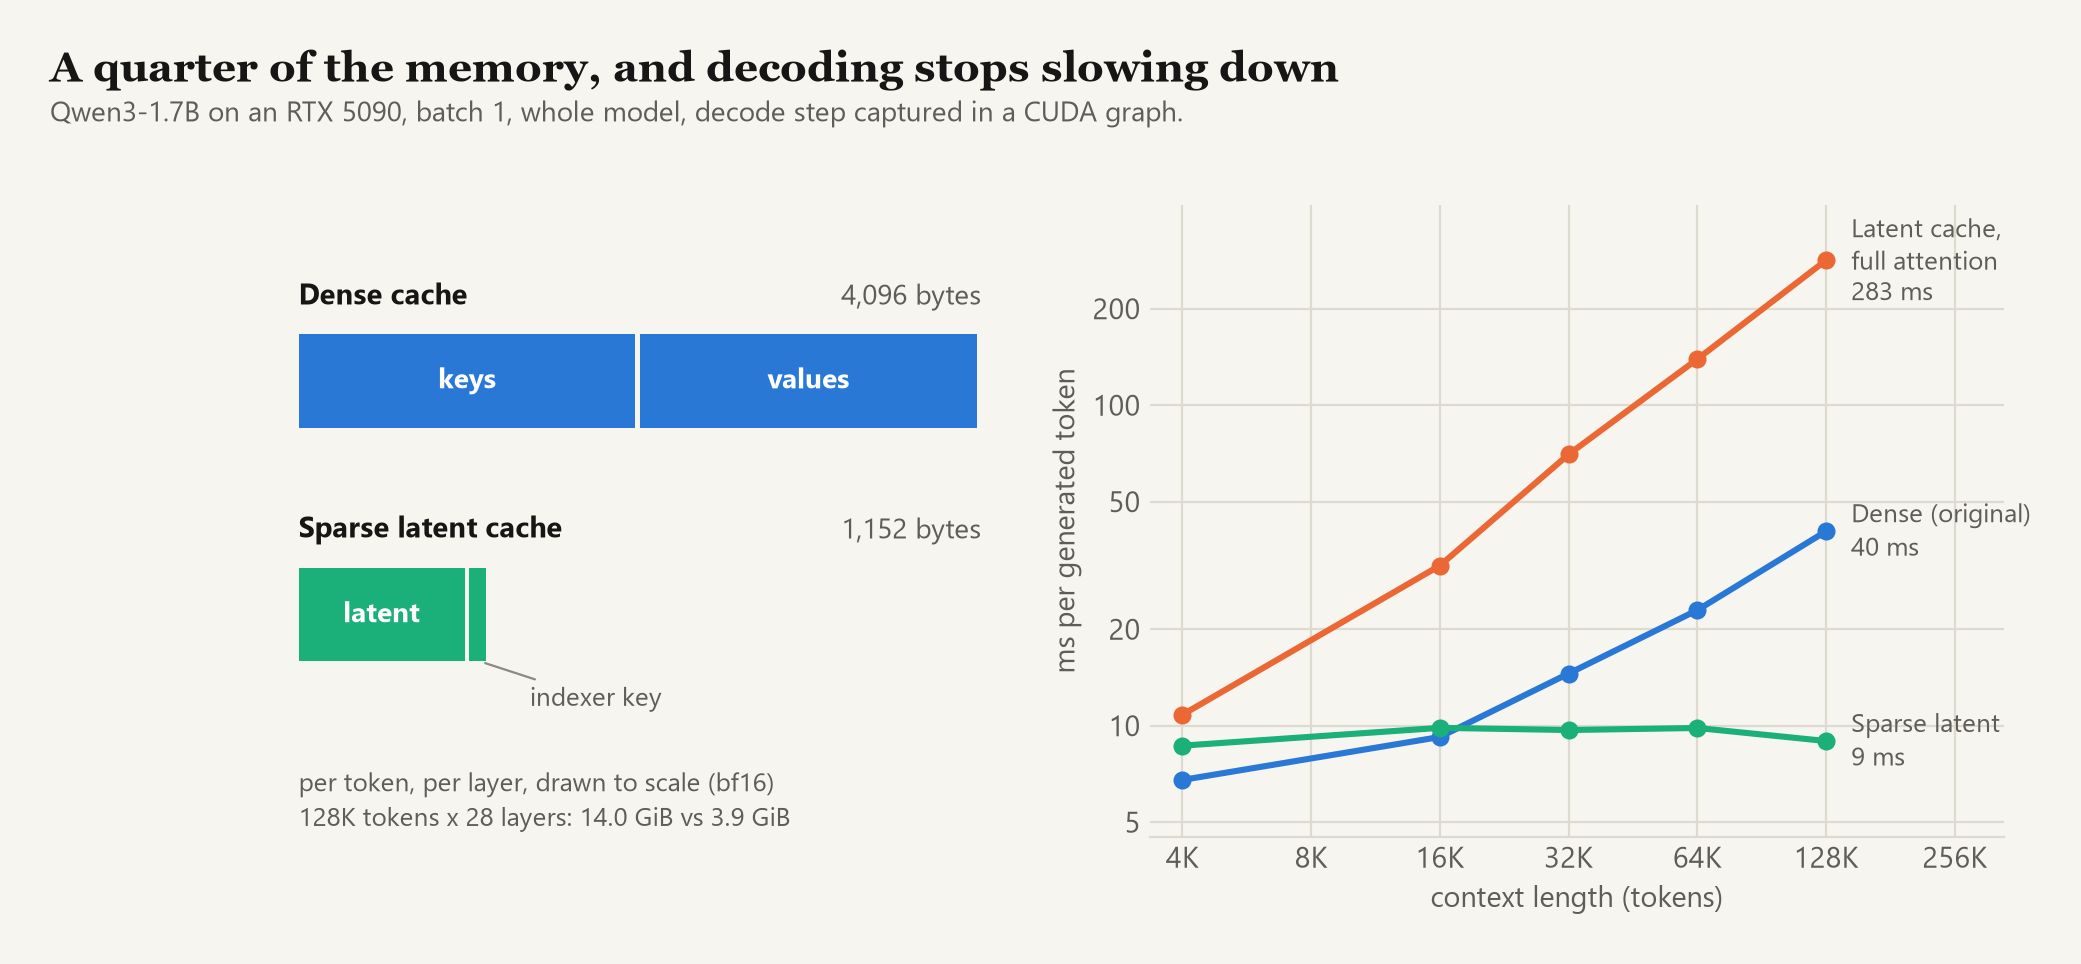 A quarter of the memory, and decoding stops slowing down
Qwen3-1.7B on an RTX 5090, batch 1, whole model, decode step captured in a CUDA graph.
Dense cache
4,096 bytes
keys
values
Sparse latent cache
1,152 bytes
latent
indexer key
per token, per layer, drawn to scale (bf16)
128K tokens x 28 layers: 14.0 GiB vs 3.9 GiB
ms per generated token
200
100
50
20
10
5
Latent cache,
full attention
283 ms
Dense (original)
40 ms
Sparse latent
9 ms
4K
8K
16K
32K
64K
128K
256K
context length (tokens)